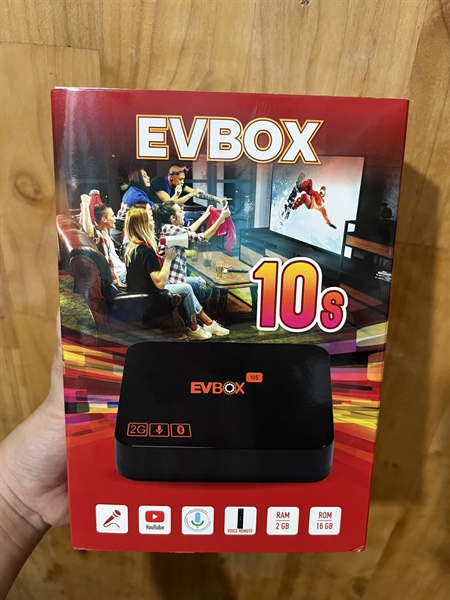 EVBOX
10s
EVBOX 10S
2G
YouTube
VOICE REMOTE
RAM
2 GB
ROM
16 GB